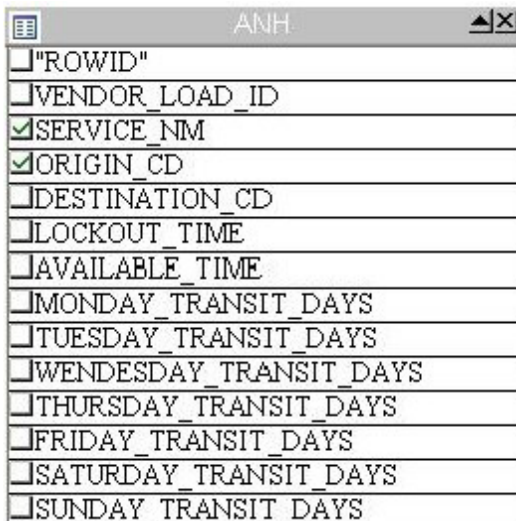 ANH
"ROWID"
VENDOR_LOAD_ID
SERVICE_NM
ORIGIN_CD
DESTINATION_CD
LOCKOUT_TIME
AVAILABLE_TIME
MONDAY_TRANSIT_DAYS
TUESDAY_TRANSIT_DAYS
WENDESDAY_TRANSIT_DAYS
THURSDAY_TRANSIT_DAYS
FRIDAY_TRANSIT_DAYS
SATURDAY_TRANSIT_DAYS
SUNDAY_TRANSIT_DAYS